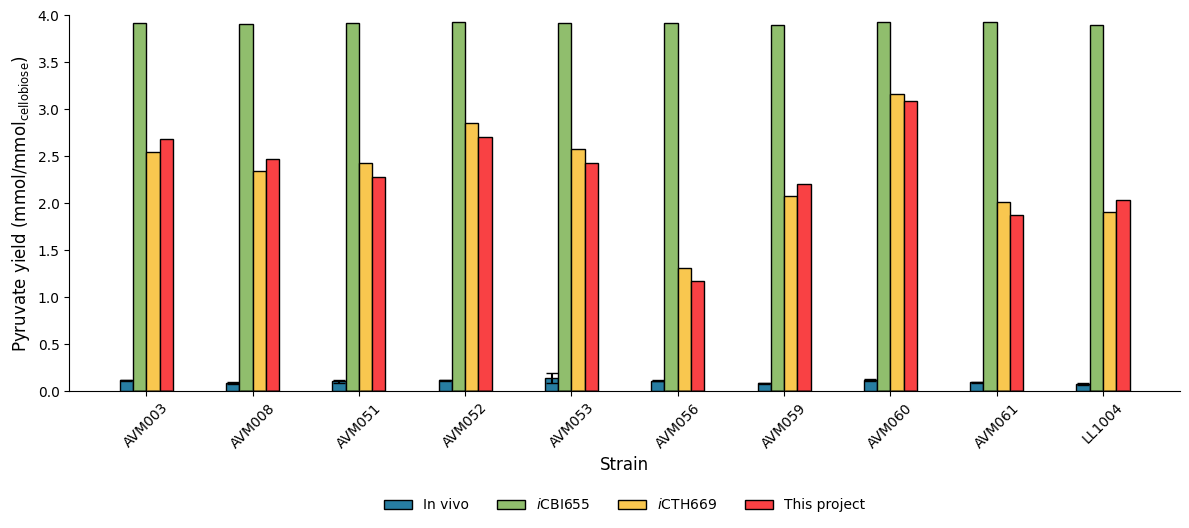 Pyruvate yield (mmol/mmol_cellobiose)
4.0
3.5
3.0
2.5
2.0
1.5
1.0
0.5
0.0
AVM003 AVM008 AVM051 AVM052 AVM053 AVM056 AVM059 AVM060 AVM061 LL1004
Strain
In vivo iCBI655 iCTH669 This project